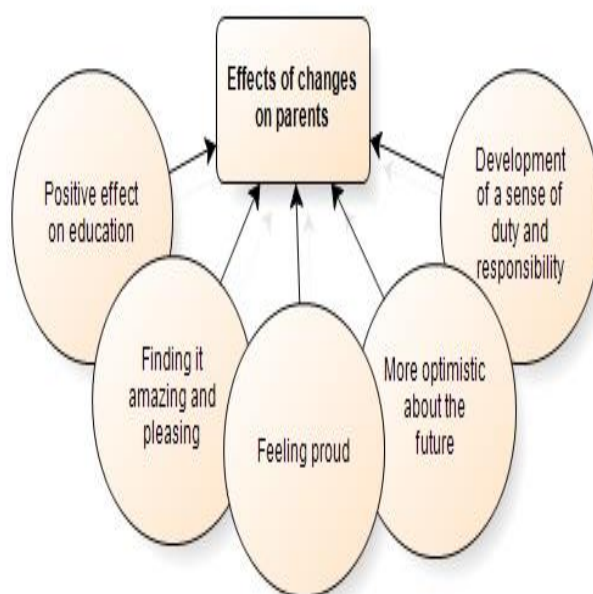 Effects of changes
on parents
Positive effect
on education
Finding it
amazing and
pleasing
Feeling proud
More optimistic
about the
future
Development
of a sense of
duty and
responsibility